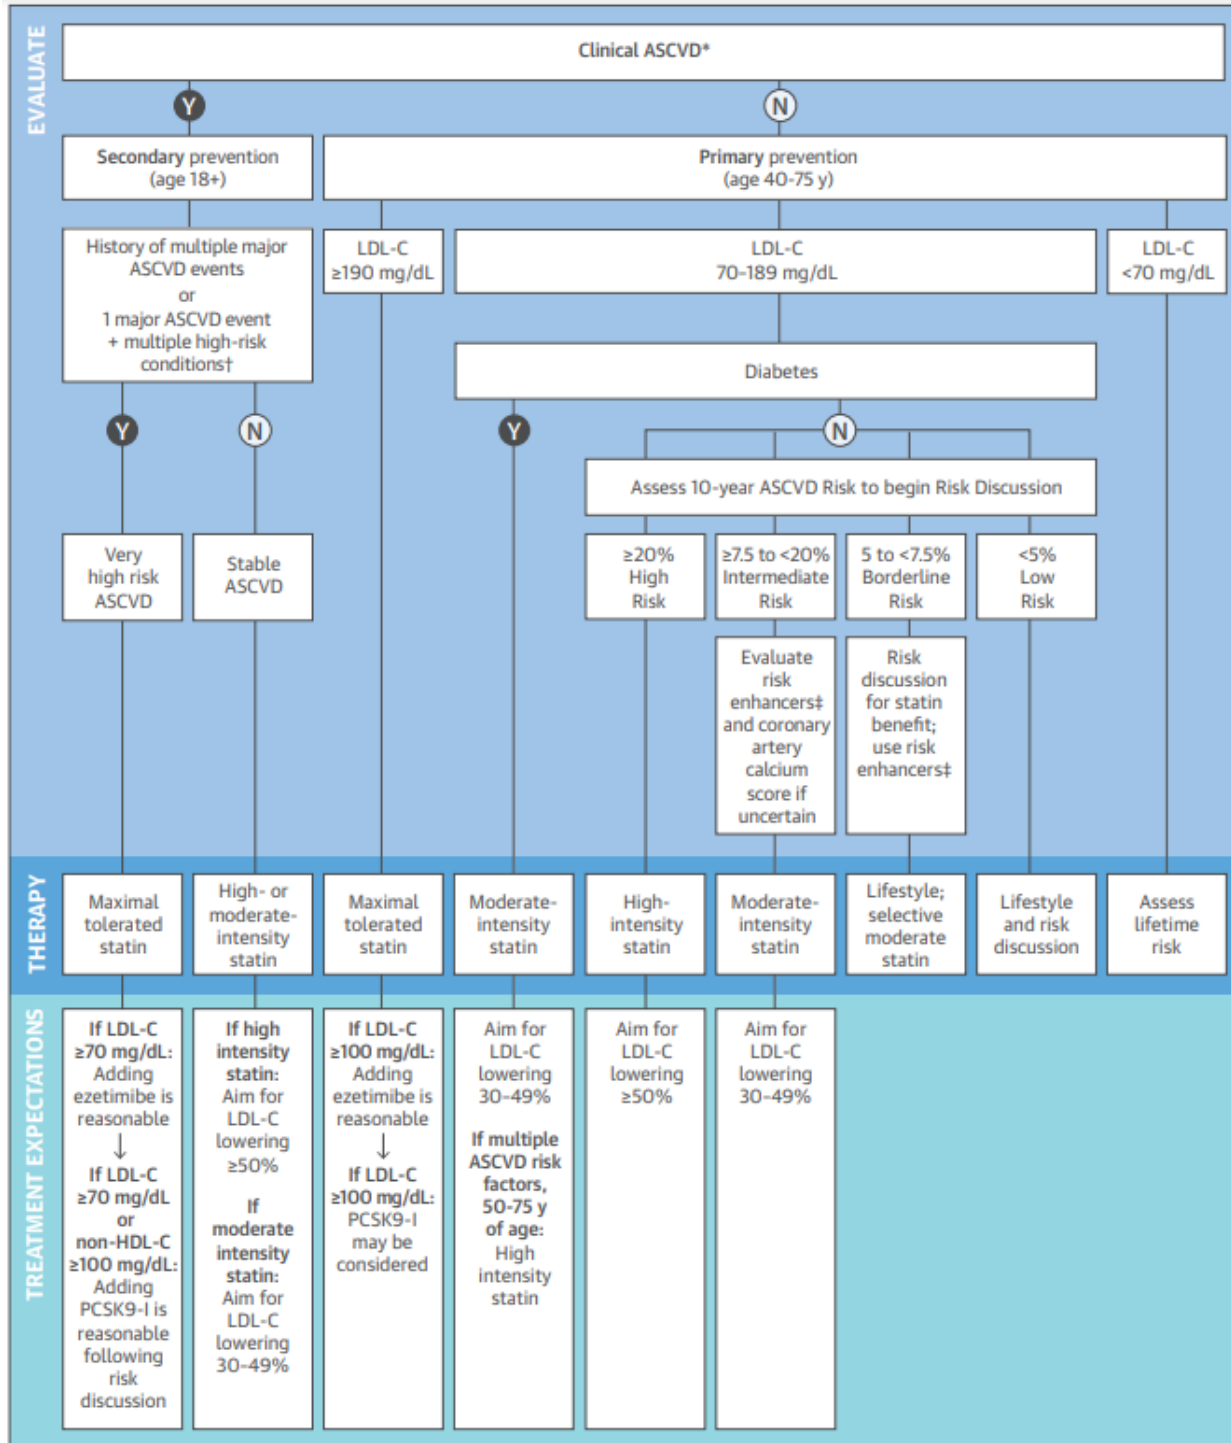 EVALUATE
Clinical ASCVD*
Y
N
Secondary prevention
(age 18+)
Primary prevention
(age 40-75 y)
History of multiple major
ASCVD events
or
1 major ASCVD event
+ multiple high-risk
conditions†
LDL-C
≥190 mg/dL
LDL-C
70-189 mg/dL
LDL-C
<70 mg/dL
Diabetes
Y
N
Y
N
Assess 10-year ASCVD Risk to begin Risk Discussion
Very
high risk
ASCVD
Stable
ASCVD
≥20%
High
Risk
≥7.5 to <20%
Intermediate
Risk
5 to <7.5%
Borderline
Risk
<5%
Low
Risk
Evaluate
risk
enhancers‡
and coronary
artery
calcium
score if
uncertain
Risk
discussion
for statin
benefit;
use risk
enhancers‡
THERAPY
Maximal
tolerated
statin
High- or
moderate-
intensity
statin
Maximal
tolerated
statin
Moderate-
intensity
statin
High-
intensity
statin
Moderate-
intensity
statin
Lifestyle;
selective
moderate
statin
Lifestyle
and risk
discussion
Assess
lifetime
risk
TREATMENT EXPECTATIONS
If LDL-C
≥70 mg/dL:
Adding
ezetimibe is
reasonable
↓
If LDL-C
≥70 mg/dL
or
non-HDL-C
≥100 mg/dL:
Adding
PCSK9-I is
reasonable
following
risk
discussion
If high
intensity
statin:
Aim for
LDL-C
lowering
≥50%
If
moderate
intensity
statin:
Aim for
LDL-C
lowering
30-49%
If LDL-C
≥100 mg/dL:
Adding
ezetimibe is
reasonable
↓
If LDL-C
≥100 mg/dL:
PCSK9-I
may be
considered
Aim for
LDL-C
lowering
30-49%
If multiple
ASCVD risk
factors,
50-75 y
of age:
High
intensity
statin
Aim for
LDL-C
lowering
≥50%
Aim for
LDL-C
lowering
30-49%